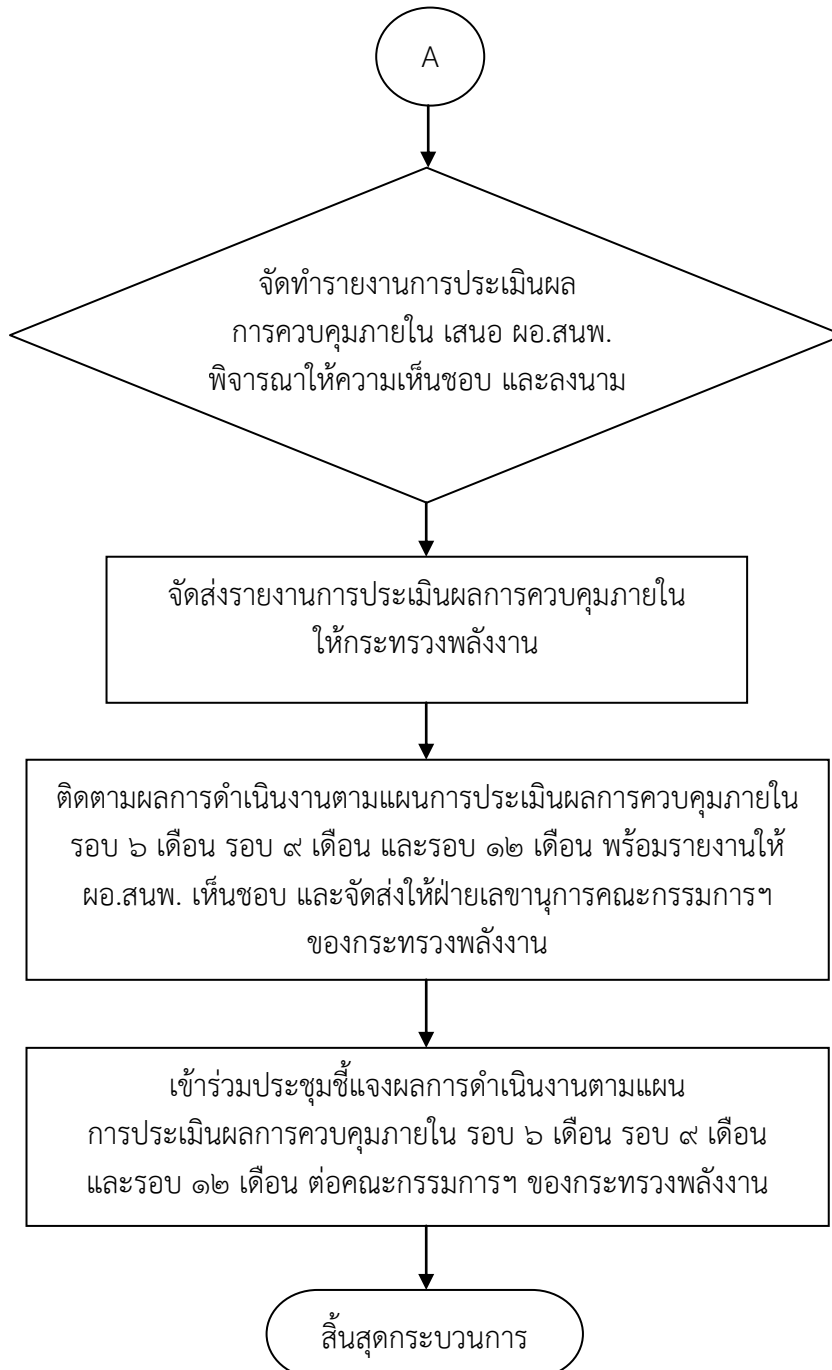 A
จัดทำรายงานการประเมินผล
การควบคุมภายใน เสนอ ผอ.สนพ.
พิจารณาให้ความเห็นชอบ และลงนาม
จัดส่งรายงานการประเมินผลการควบคุมภายใน
ให้กระทรวงพลังงาน
ติดตามผลการดำเนินงานตามแผนการประเมินผลการควบคุมภายใน
รอบ ๖ เดือน รอบ ๙ เดือน และรอบ ๑๒ เดือน พร้อมรายงานให้
ผอ.สนพ. เห็นชอบ และจัดส่งให้ฝ่ายเลขานุการคณะกรรมการฯ
ของกระทรวงพลังงาน
เข้าร่วมประชุมชี้แจงผลการดำเนินงานตามแผน
การประเมินผลการควบคุมภายใน รอบ ๖ เดือน รอบ ๙ เดือน
และรอบ ๑๒ เดือน ต่อคณะกรรมการฯ ของกระทรวงพลังงาน
สิ้นสุดกระบวนการ